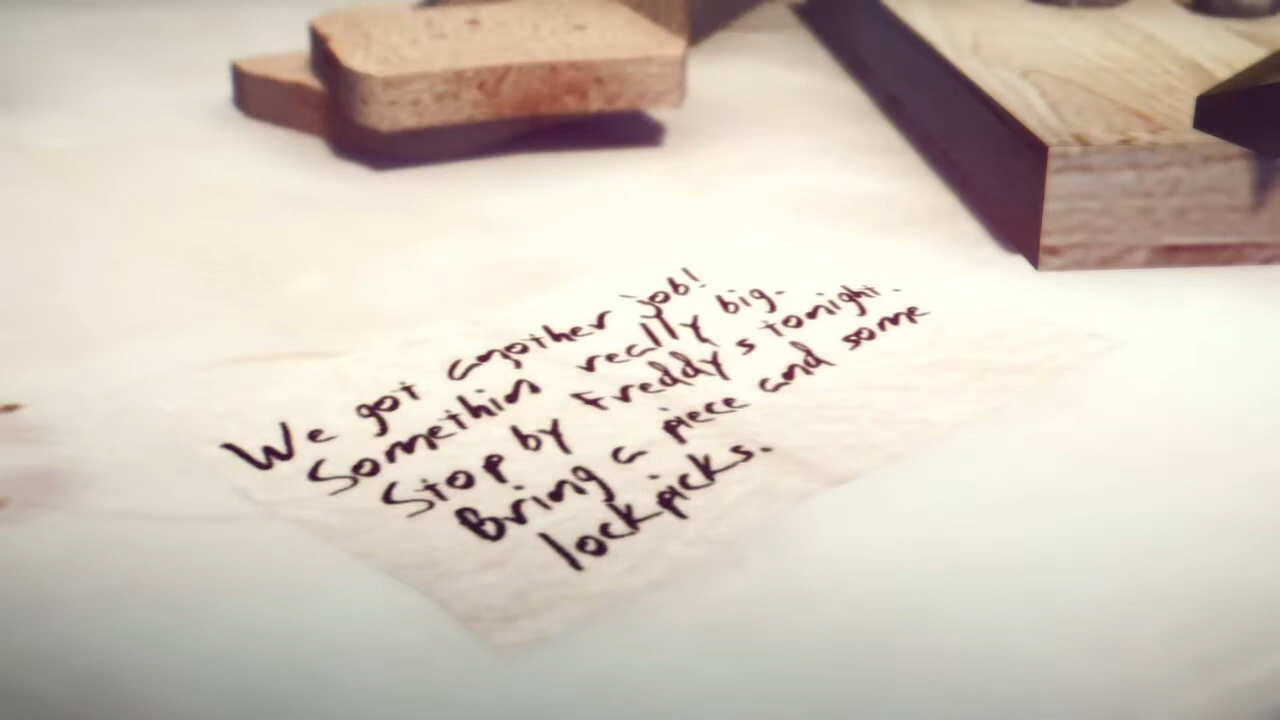 We got another job!
Somethin really big.
Stop by Freddy's tonight.
Bring a piece and some
lockpicks.